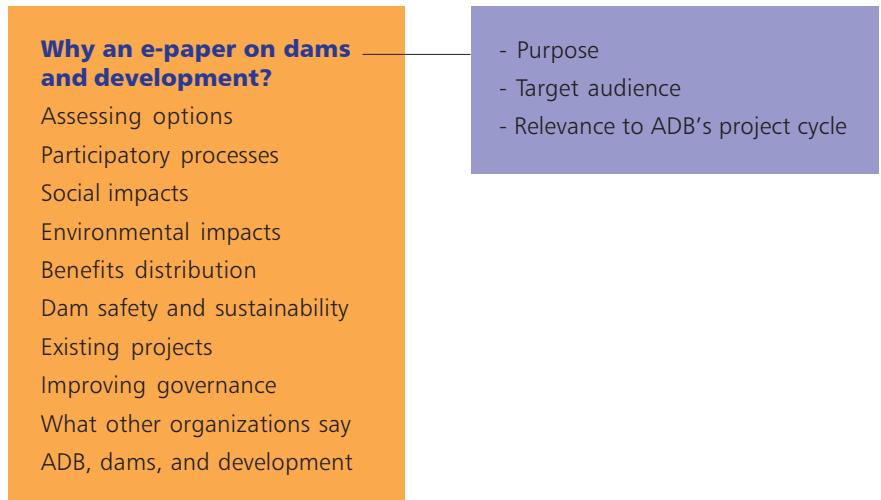 Why an e-paper on dams
and development?
Assessing options
Participatory processes
Social impacts
Environmental impacts
Benefits distribution
Dam safety and sustainability
Existing projects
Improving governance
What other organizations say
ADB, dams, and development
- Purpose
- Target audience
- Relevance to ADB's project cycle